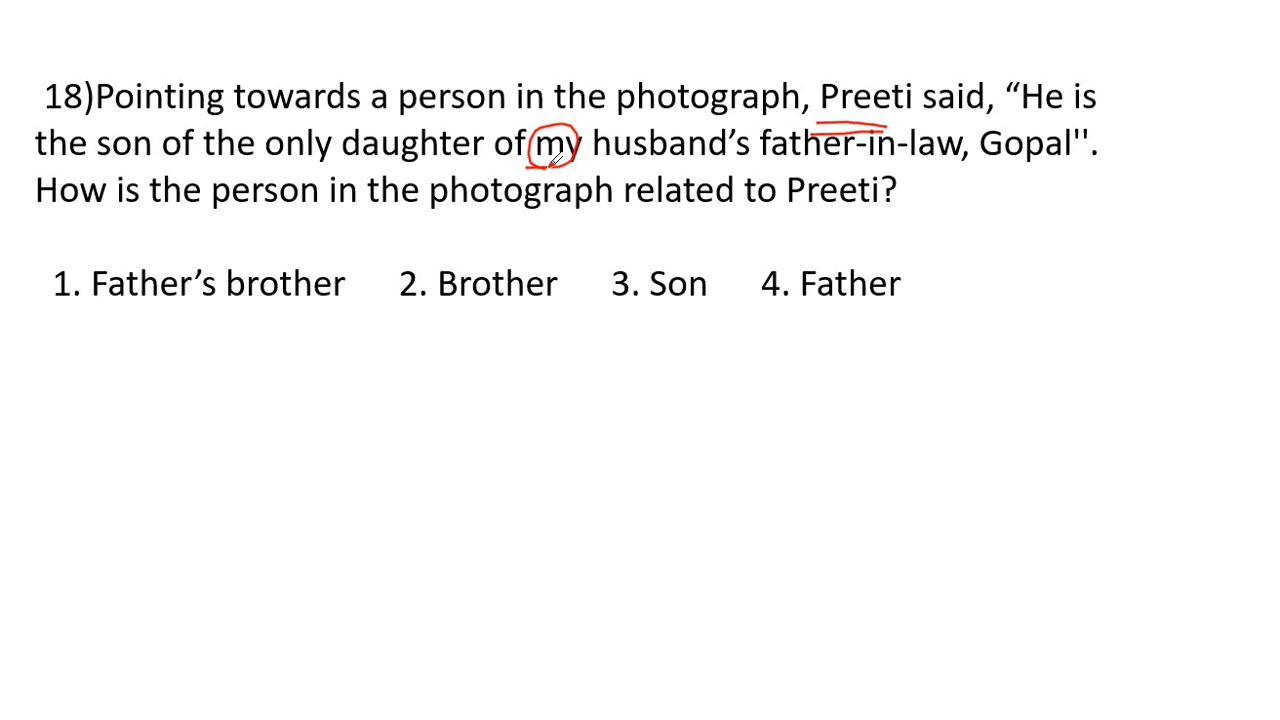 18)Pointing towards a person in the photograph, Preeti said, “He is
the son of the only daughter of my husband’s father-in-law, Gopal''.
How is the person in the photograph related to Preeti?
1. Father’s brother 2. Brother 3. Son 4. Father